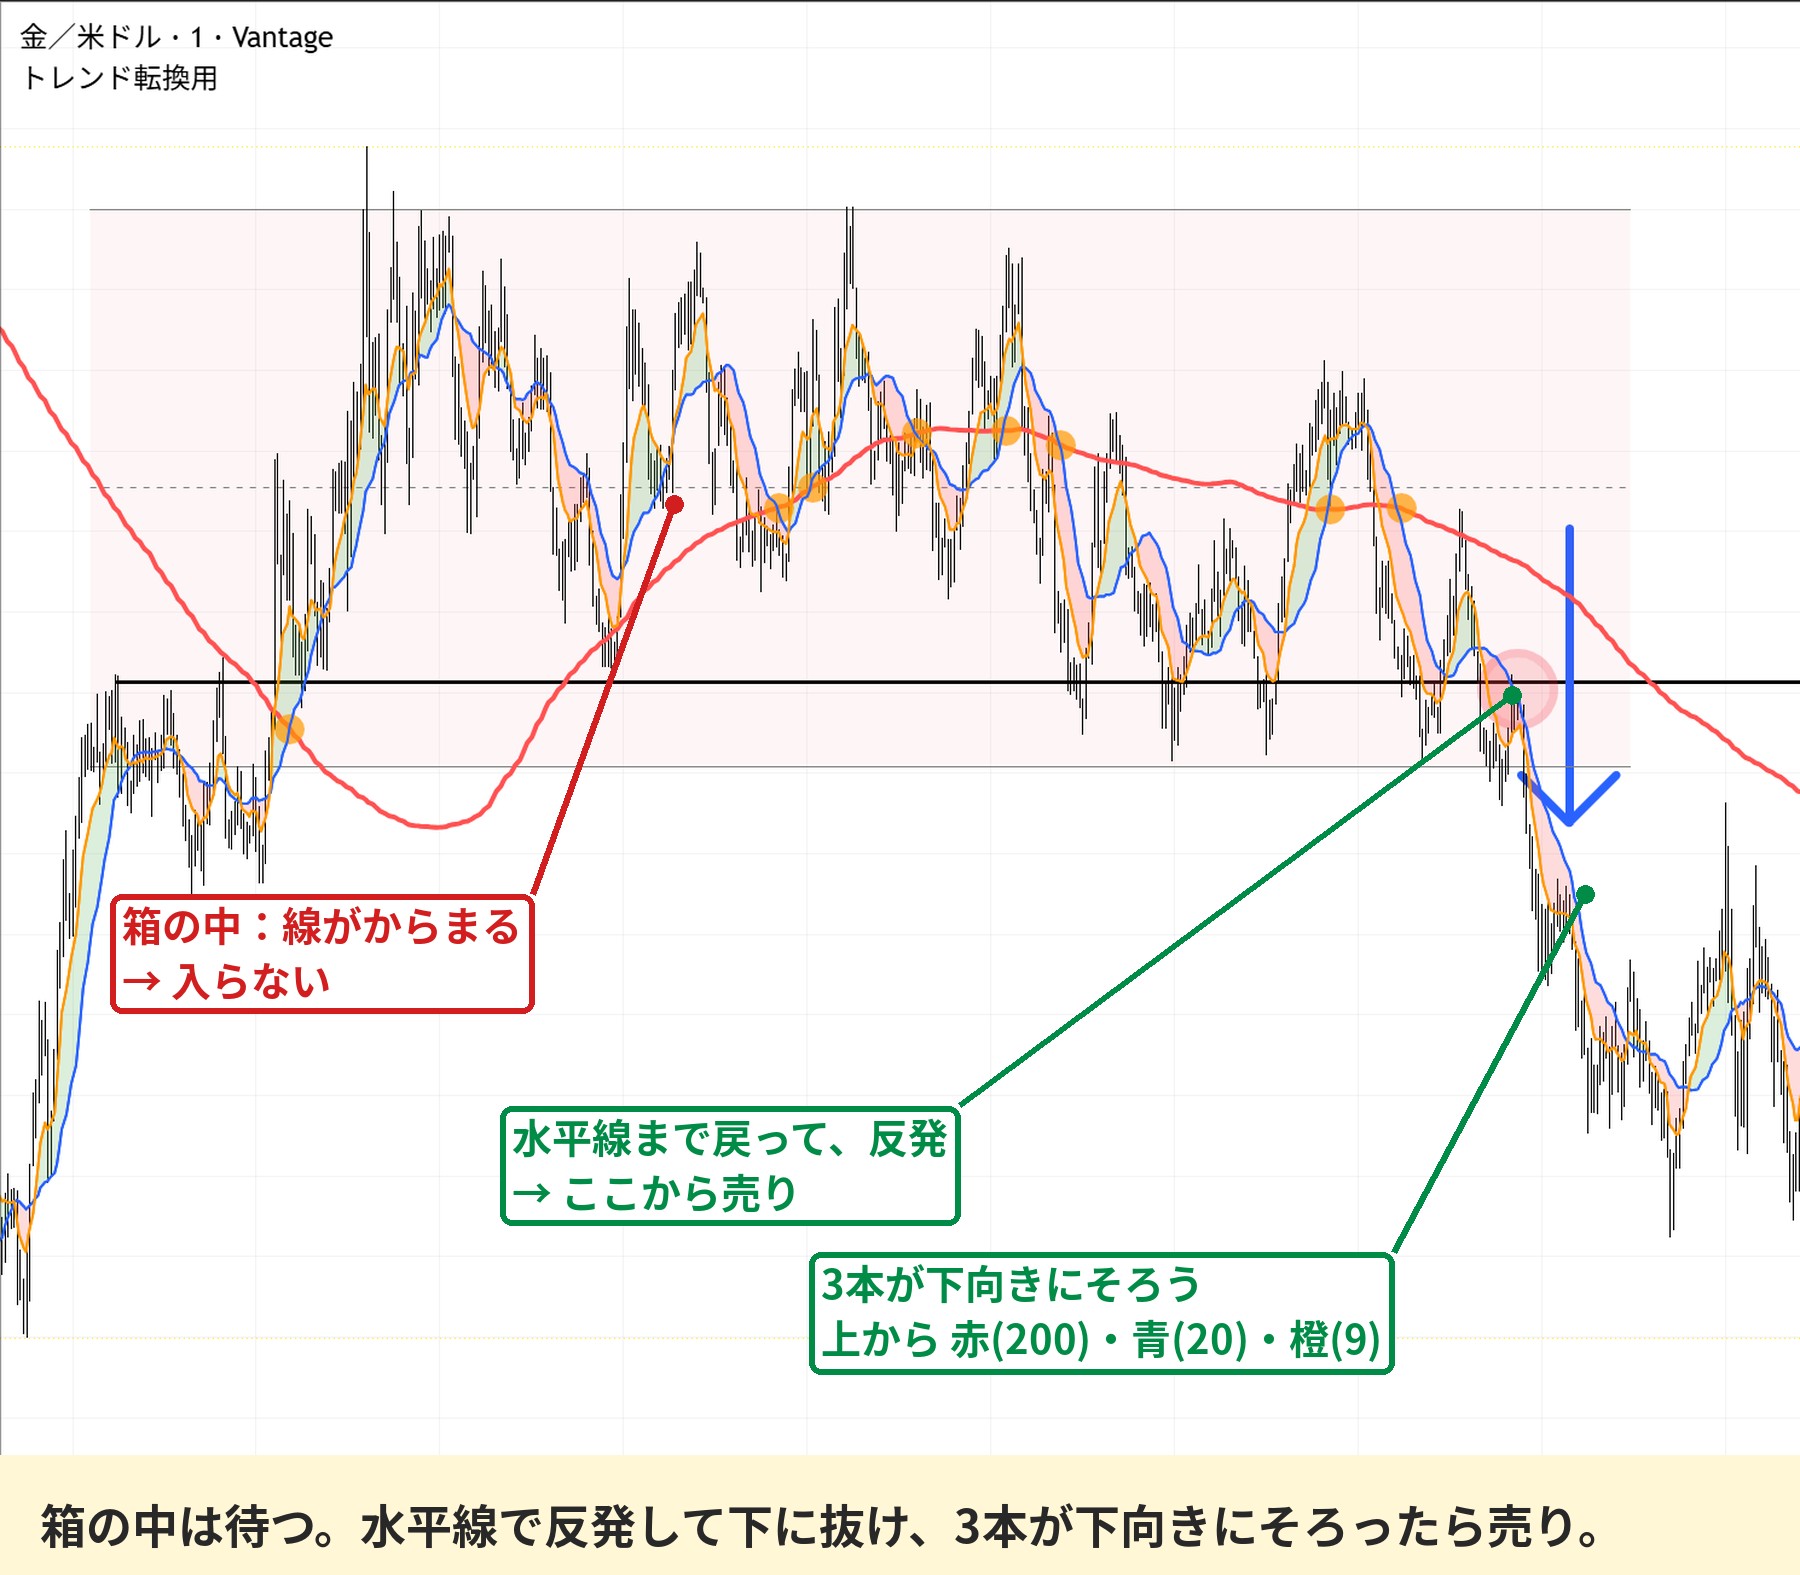 金／米ドル・1・Vantage
トレンド転換用
箱の中：線がからまる
→ 入らない
水平線まで戻って、反発
→ ここから売り
3本が下向きにそろう
上から 赤(200)・青(20)・橙(9)
箱の中は待つ。水平線で反発して下に抜け、3本が下向きにそろったら売り。